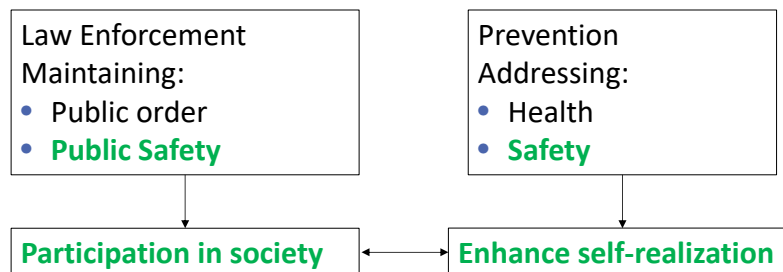 Law Enforcement
Maintaining:
• Public order
• Public Safety
Prevention
Addressing:
• Health
• Safety
Participation in society
Enhance self-realization